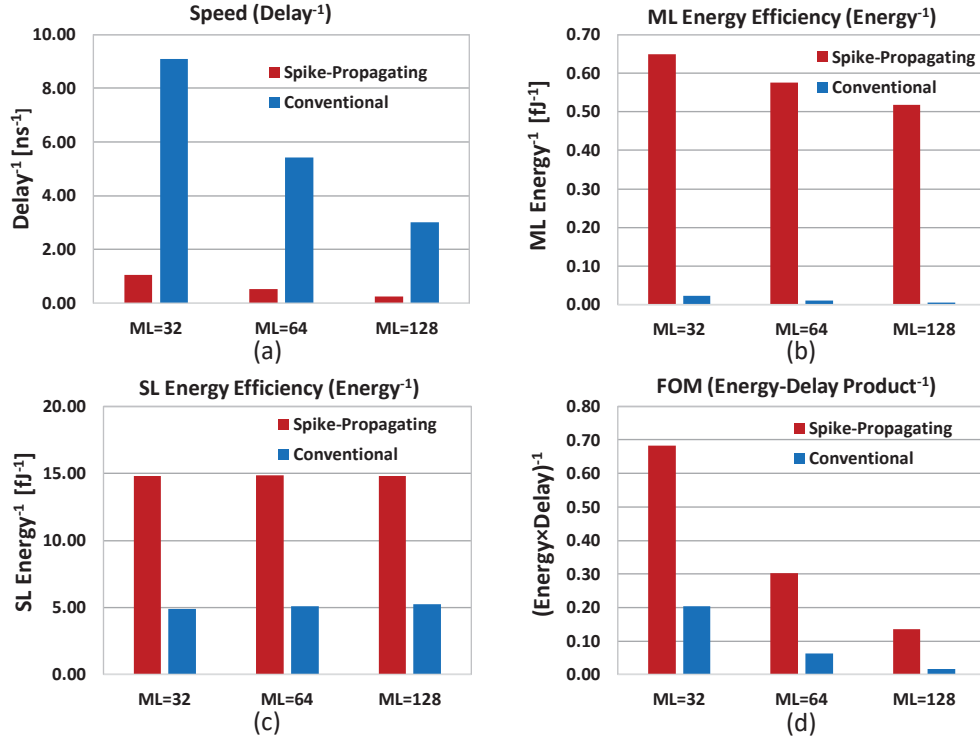 Speed (Delay⁻¹)
10.00
8.00
6.00
4.00
2.00
0.00
Delay⁻¹ [ns⁻¹]
Spike-Propagating
Conventional
ML=32 ML=64 ML=128
(a)
ML Energy Efficiency (Energy⁻¹)
0.70
0.60
0.50
0.40
0.30
0.20
0.10
0.00
ML Energy⁻¹ [fJ⁻¹]
Spike-Propagating
Conventional
ML=32 ML=64 ML=128
(b)
SL Energy Efficiency (Energy⁻¹)
20.00
15.00
10.00
5.00
0.00
SL Energy⁻¹ [fJ⁻¹]
Spike-Propagating
Conventional
ML=32 ML=64 ML=128
(c)
FOM (Energy-Delay Product⁻¹)
0.80
0.70
0.60
0.50
0.40
0.30
0.20
0.10
0.00
(Energy×Delay)⁻¹
Spike-Propagating
Conventional
ML=32 ML=64 ML=128
(d)